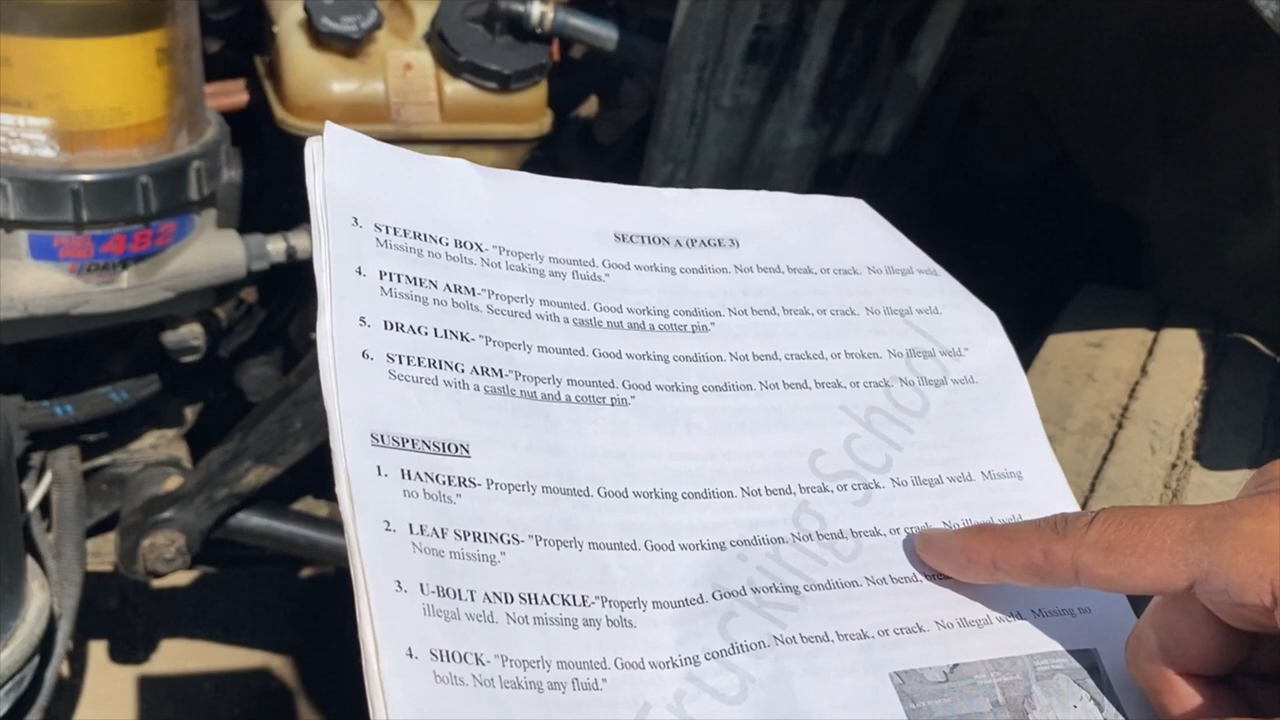 SECTION A (PAGE 3)
3. STEERING BOX- "Properly mounted. Good working condition. Not bend, break, or crack. No illegal weld.
Missing no bolts. Not leaking any fluids."
4. PITMEN ARM-"Properly mounted. Good working condition. Not bend, break, or crack. No illegal weld.
Missing no bolts. Secured with a castle nut and a cotter pin."
5. DRAG LINK- "Properly mounted. Good working condition. Not bend, cracked, or broken. No illegal weld."
6. STEERING ARM-"Properly mounted. Good working condition. Not bend, break, or crack. No illegal weld.
Secured with a castle nut and a cotter pin."
SUSPENSION
1. HANGERS- Properly mounted. Good working condition. Not bend, break, or crack. No illegal weld. Missing
no bolts."
2. LEAF SPRINGS- "Properly mounted. Good working condition. Not bend, break, or crack. No illegal weld.
None missing."
3. U-BOLT AND SHACKLE-"Properly mounted. Good working condition. Not bend,
illegal weld. Not missing any bolts.
4. SHOCK- "Properly mounted. Good working condition. Not bend, break, or crack. No illegal weld. Missing no
bolts. Not leaking any fluid."
Trucking School
482